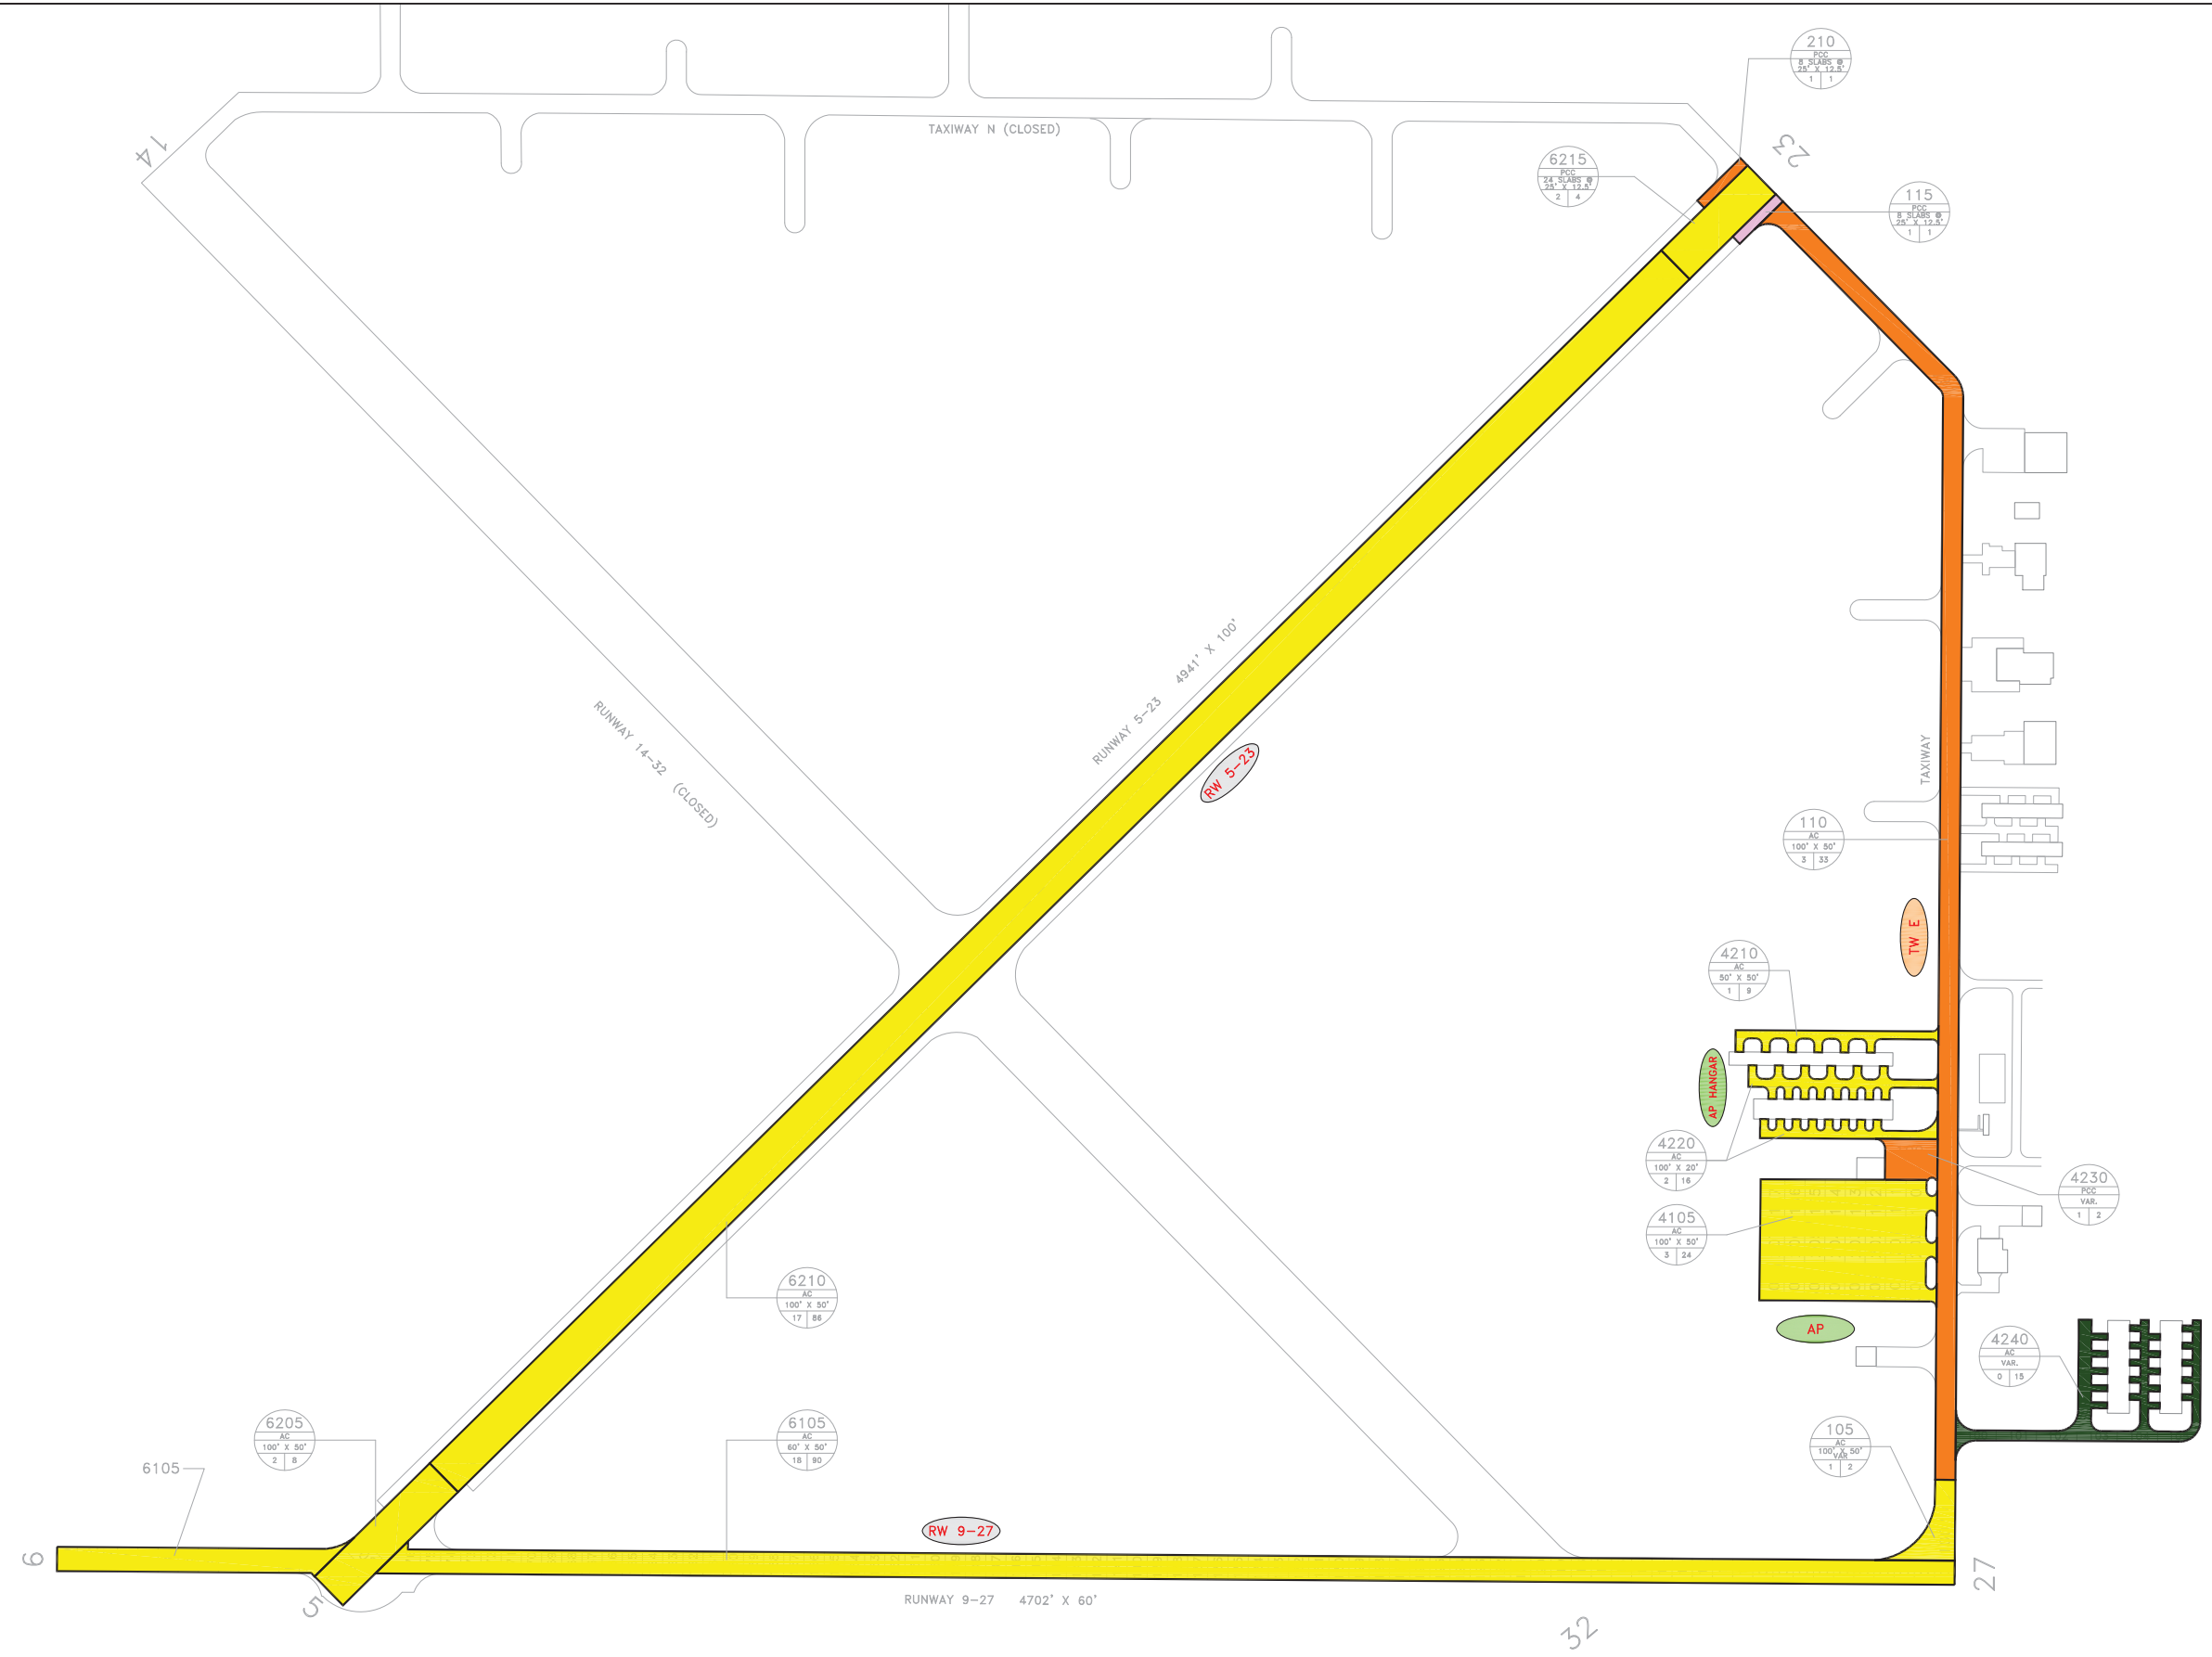 210
PCC
8 SLABS @
25' X 12.5'
1 1
14
TAXIWAY N (CLOSED)
23
6215
PCC
24 SLABS @
25' X 12.5'
2 4
115
PCC
8 SLABS @
25' X 12.5'
1 1
RUNWAY 5-23 4941' X 100'
RUNWAY 14-32 (CLOSED)
RW 5-23
TAXIWAY
110
AC
100' X 50'
3 33
TW E
4210
AC
50' X 50'
1 9
AP HANGAR
4220
AC
100' X 20'
2 16
4230
PCC
VAR.
1 2
4105
AC
100' X 50'
3 24
6210
AC
100' X 50'
17 86
AP
4240
AC
VAR.
0 15
6205
AC
100' X 50'
2 8
6105
AC
60' X 50'
18 90
105
AC
100' X 50'
VAR
1 2
6105
RW 9-27
9
27
5
RUNWAY 9-27 4702' X 60'
32